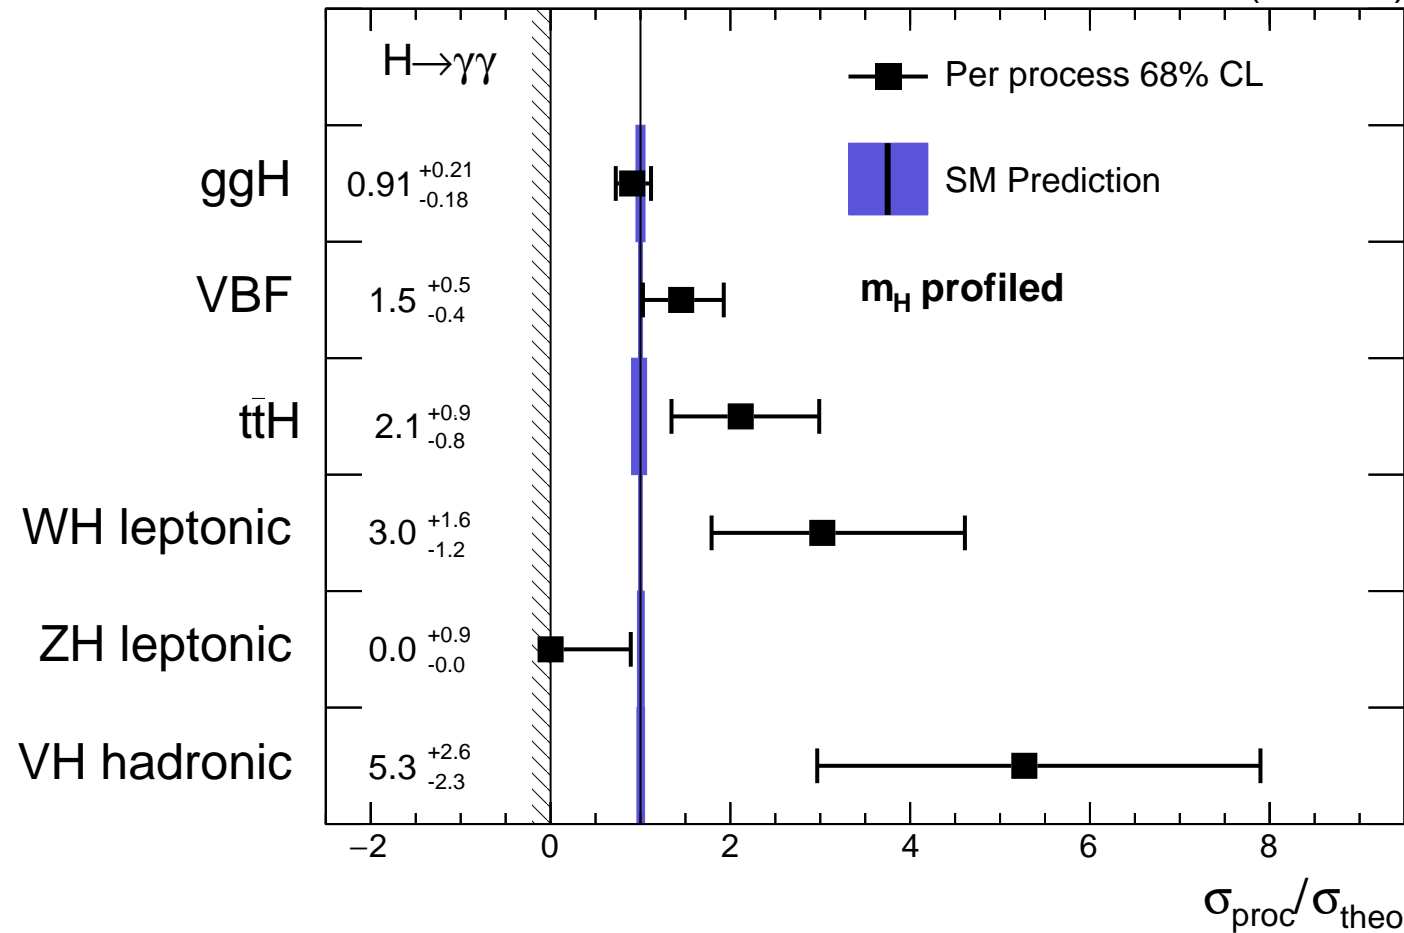 H→γγ
Per process 68% CL
SM Prediction
m_H profiled
ggH 0.91 +0.21 -0.18
VBF 1.5 +0.5 -0.4
tt̄H 2.1 +0.9 -0.8
WH leptonic 3.0 +1.6 -1.2
ZH leptonic 0.0 +0.9 -0.0
VH hadronic 5.3 +2.6 -2.3
−2 0 2 4 6 8
σ_proc/σ_theo